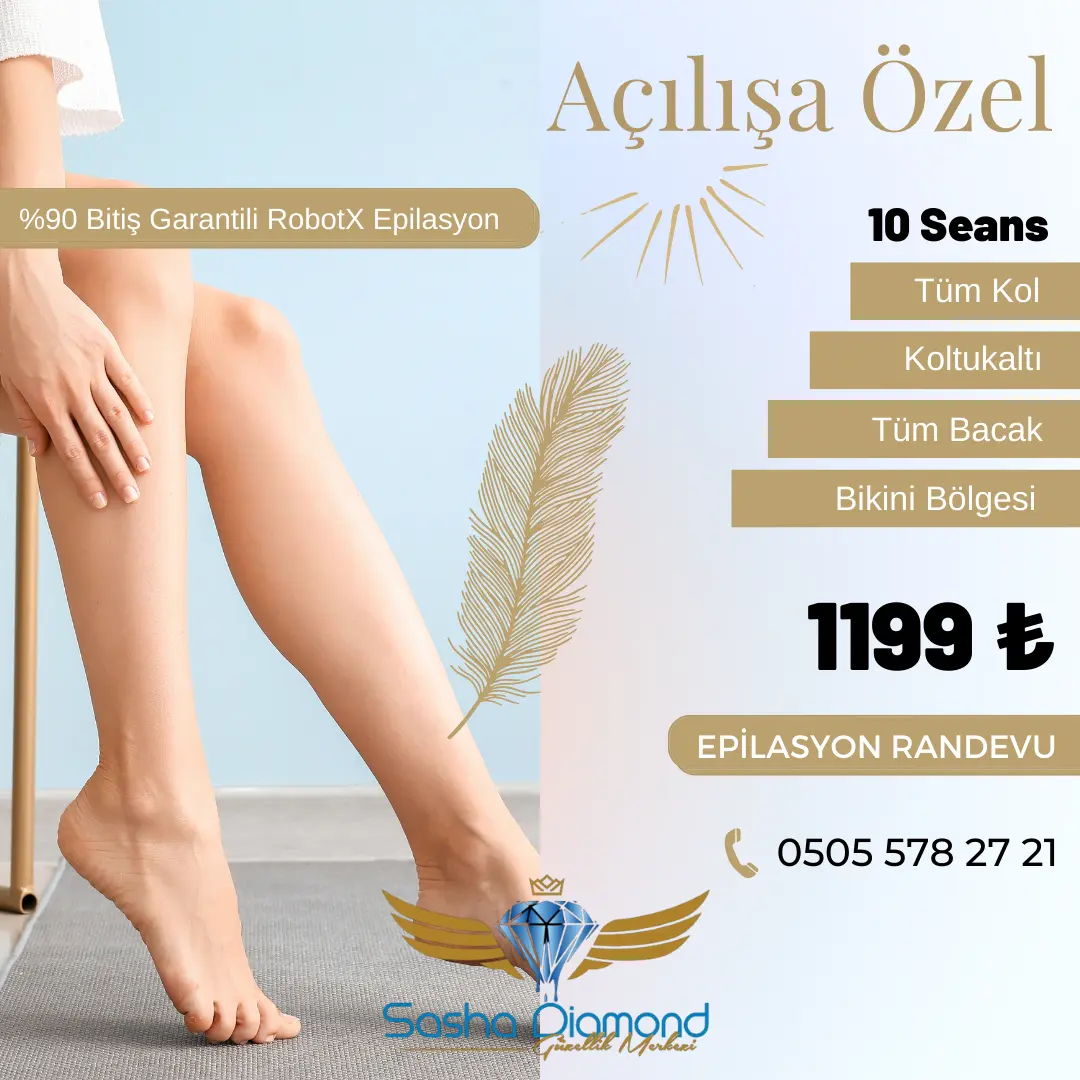 Açılışa Özel
%90 Bitiş Garantili RobotX Epilasyon
10 Seans
Tüm Kol
Koltukaltı
Tüm Bacak
Bikini Bölgesi
1199 ₺
EPİLASYON RANDEVU
0505 578 27 21
Sasha Diamond
Güzellik Merkezi